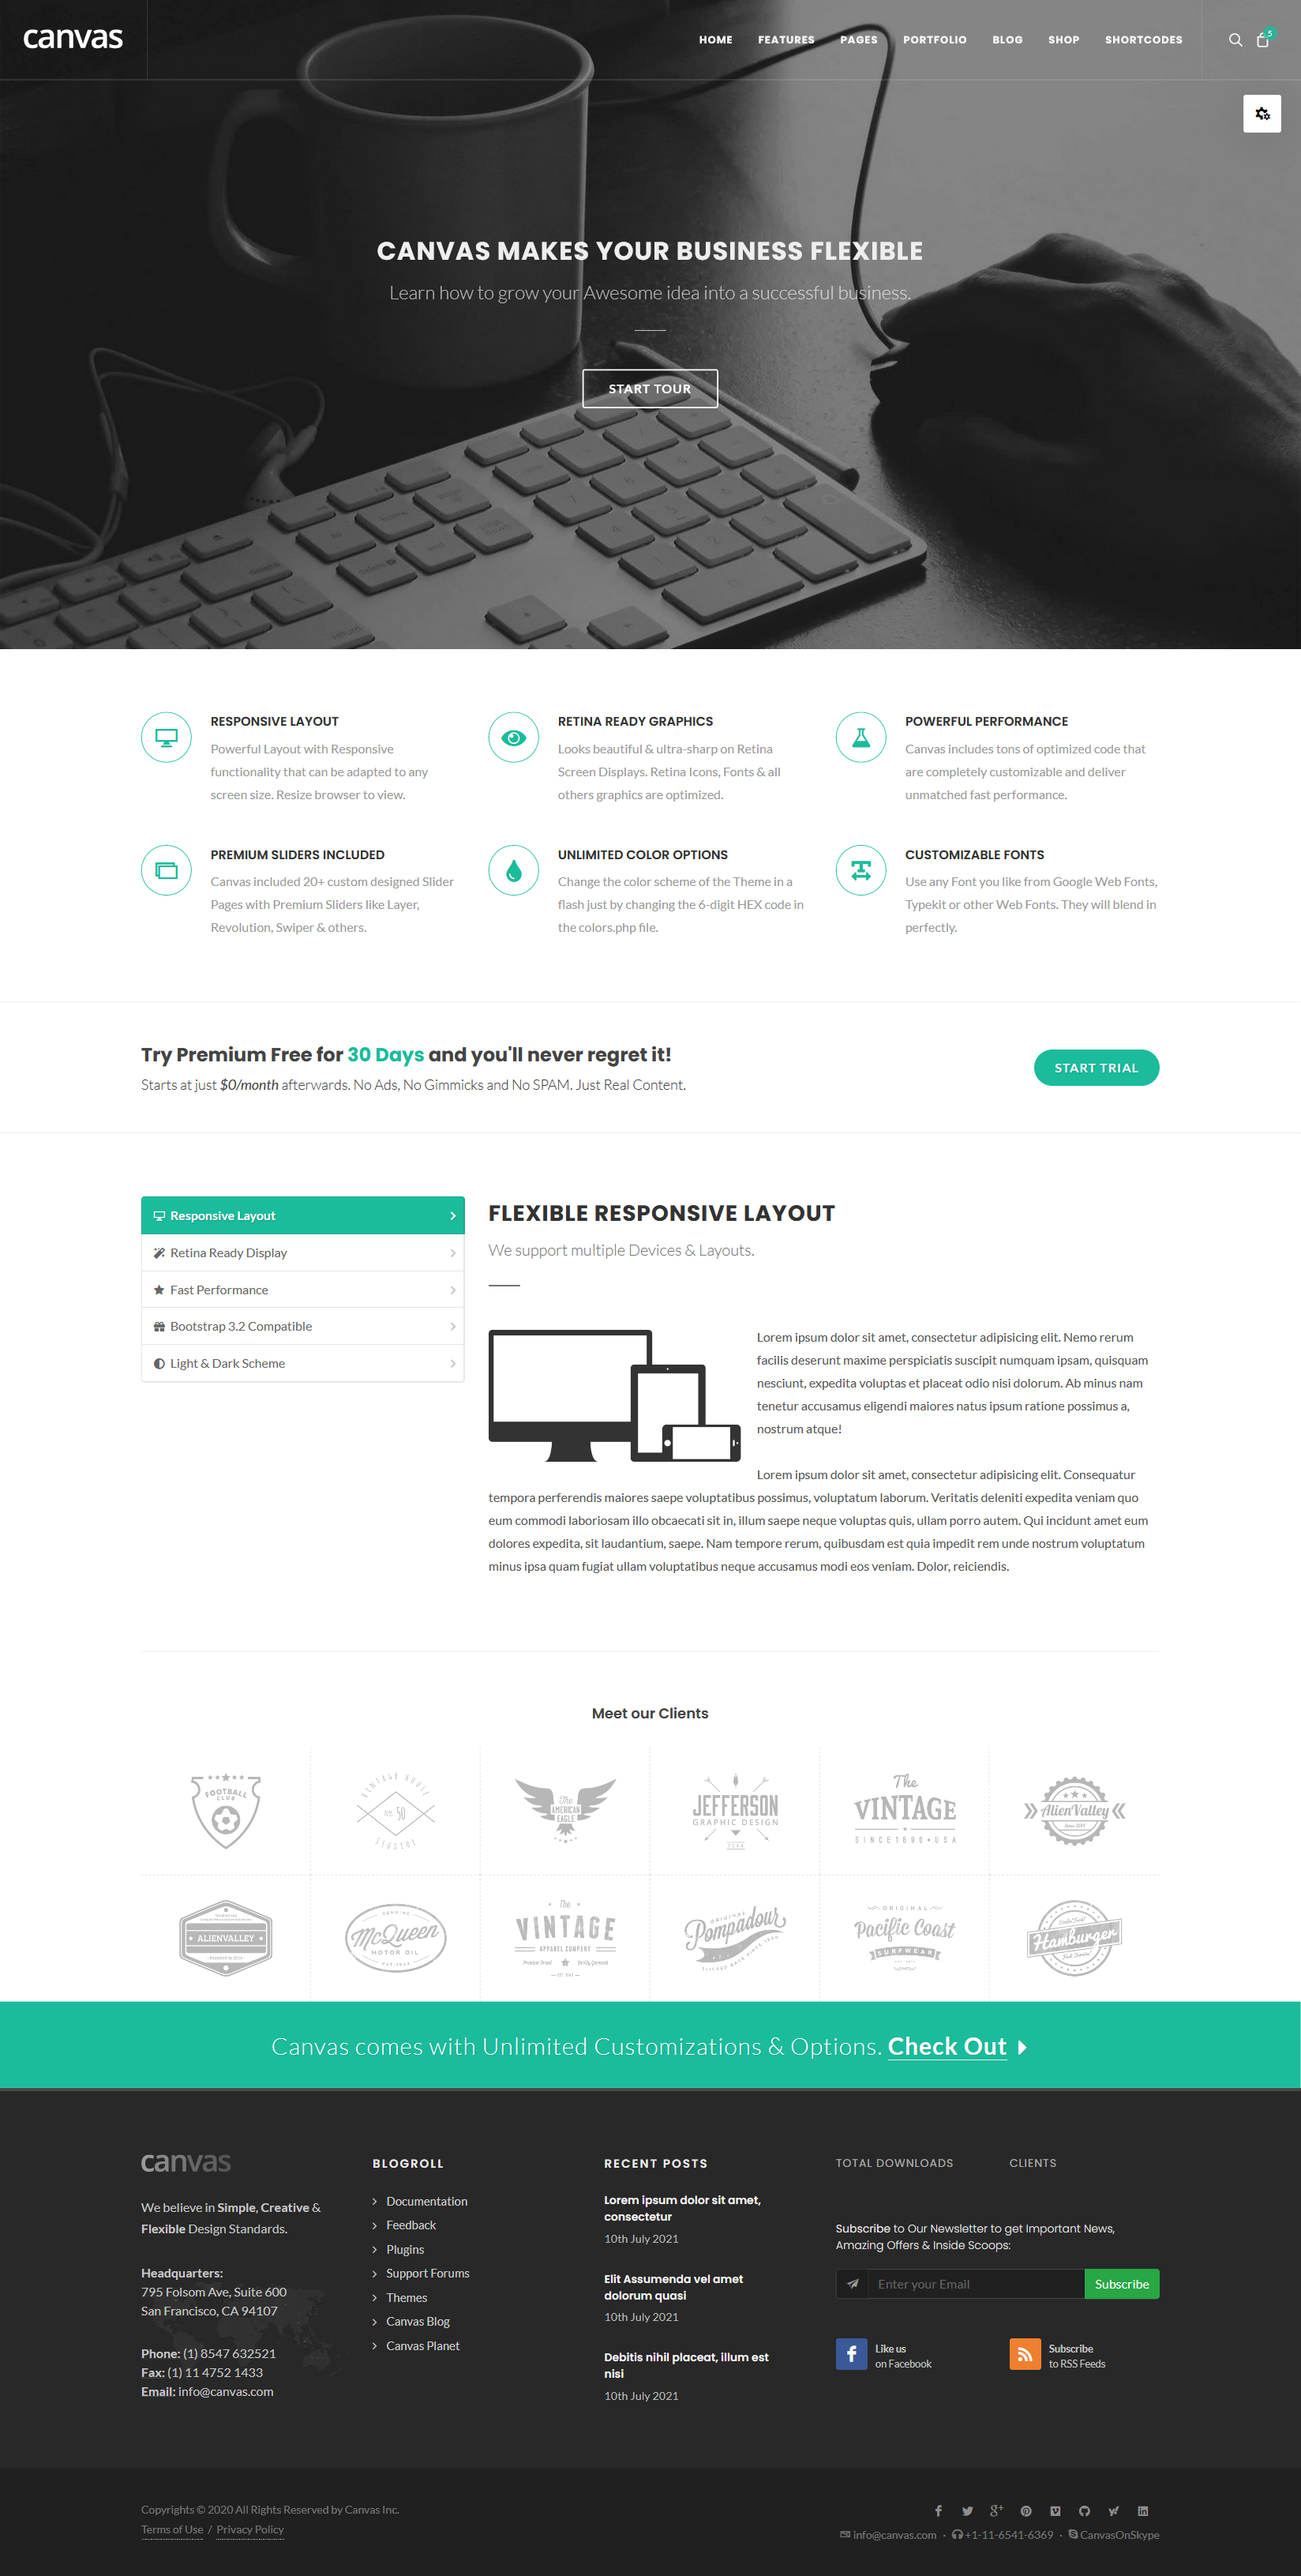 canvas
HOME FEATURES PAGES PORTFOLIO BLOG SHOP SHORTCODES
5
CANVAS MAKES YOUR BUSINESS FLEXIBLE
Learn how to grow your Awesome idea into a successful business.
START TOUR
RESPONSIVE LAYOUT
Powerful Layout with Responsive
functionality that can be adapted to any
screen size. Resize browser to view.
RETINA READY GRAPHICS
Looks beautiful & ultra-sharp on Retina
Screen Displays. Retina Icons, Fonts & all
others graphics are optimized.
POWERFUL PERFORMANCE
Canvas includes tons of optimized code that
are completely customizable and deliver
unmatched fast performance.
PREMIUM SLIDERS INCLUDED
Canvas included 20+ custom designed Slider
Pages with Premium Sliders like Layer,
Revolution, Swiper & others.
UNLIMITED COLOR OPTIONS
Change the color scheme of the Theme in a
flash just by changing the 6-digit HEX code in
the colors.php file.
CUSTOMIZABLE FONTS
Use any Font you like from Google Web Fonts,
Typekit or other Web Fonts. They will blend in
perfectly.
Try Premium Free for 30 Days and you'll never regret it!
Starts at just $0/month afterwards. No Ads, No Gimmicks and No SPAM. Just Real Content.
START TRIAL
Responsive Layout
Retina Ready Display
Fast Performance
Bootstrap 3.2 Compatible
Light & Dark Scheme
FLEXIBLE RESPONSIVE LAYOUT
We support multiple Devices & Layouts.
Lorem ipsum dolor sit amet, consectetur adipisicing elit. Nemo rerum
facilis deserunt maxime perspiciatis suscipit numquam ipsam, quisquam
nesciunt, expedita voluptas et placeat odio nisi dolorum. Ab minus nam
tenetur accusamus eligendi maiores natus ipsum ratione possimus a,
nostrum atque!
Lorem ipsum dolor sit amet, consectetur adipisicing elit. Consequatur
tempora perferendis maiores saepe voluptatibus possimus, voluptatum laborum. Veritatis deleniti expedita veniam quo
eum commodi laboriosam illo obcaecati sit in, illum saepe neque voluptas quis, ullam porro autem. Qui incidunt amet eum
dolores expedita, sit laudantium, saepe. Nam tempore rerum, quibusdam est quia impedit rem unde nostrum voluptatum
minus ipsa quam fugiat ullam voluptatibus neque accusamus modi eos veniam. Dolor, reiciendis.
Meet our Clients
FOOTBALL
CLUB
VINTAGE HOUSE
No 50
STUDIOS
The
AMERICAN
EAGLE
JEFFERSON
GRAPHIC DESIGN
The
VINTAGE
SINCE 1890 • USA
AlienValley
ALIENVALLEY
GENUINE
McQueen
MOTOR OIL
The
VINTAGE
APPAREL COMPANY
ORIGINAL
Pompadour
SLICKED BACK SINCE
ORIGINAL
Pacific Coast
SURFWEAR
Hamburger
Canvas comes with Unlimited Customizations & Options. Check Out
canvas
We believe in Simple, Creative &
Flexible Design Standards.
Headquarters:
795 Folsom Ave, Suite 600
San Francisco, CA 94107
Phone: (1) 8547 632521
Fax: (1) 11 4752 1433
Email: info@canvas.com
BLOGROLL
Documentation
Feedback
Plugins
Support Forums
Themes
Canvas Blog
Canvas Planet
RECENT POSTS
Lorem ipsum dolor sit amet,
consectetur
10th July 2021
Elit Assumenda vel amet
dolorum quasi
10th July 2021
Debitis nihil placeat, illum est
nisi
10th July 2021
TOTAL DOWNLOADS
CLIENTS
Subscribe to Our Newsletter to get Important News,
Amazing Offers & Inside Scoops:
Enter your Email
Subscribe
Like us
on Facebook
Subscribe
to RSS Feeds
Copyrights © 2020 All Rights Reserved by Canvas Inc.
Terms of Use / Privacy Policy
info@canvas.com · +1-11-6541-6369 · CanvasOnSkype